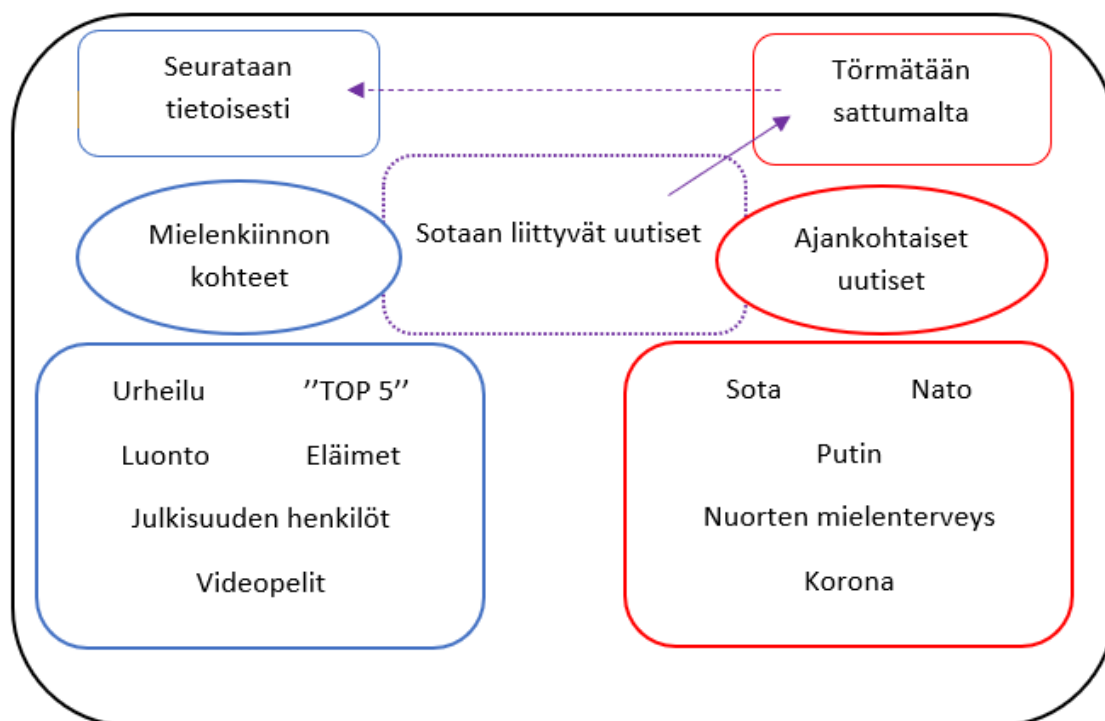 Seurataan
tietoisesti
Törmätään
sattumalta
Mielenkiinnon
kohteet
Sotaan liittyvät uutiset
Ajankohtaiset
uutiset
Urheilu ’’TOP 5’’
Luonto Eläimet
Julkisuuden henkilöt
Videopelit
Sota Nato
Putin
Nuorten mielenterveys
Korona